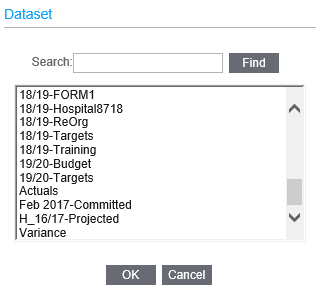 Dataset
Search:
Find
18/19-FORM1
18/19-Hospital8718
18/19-ReOrg
18/19-Targets
18/19-Training
19/20-Budget
19/20-Targets
Actuals
Feb 2017-Committed
H_16/17-Projected
Variance
OK
Cancel